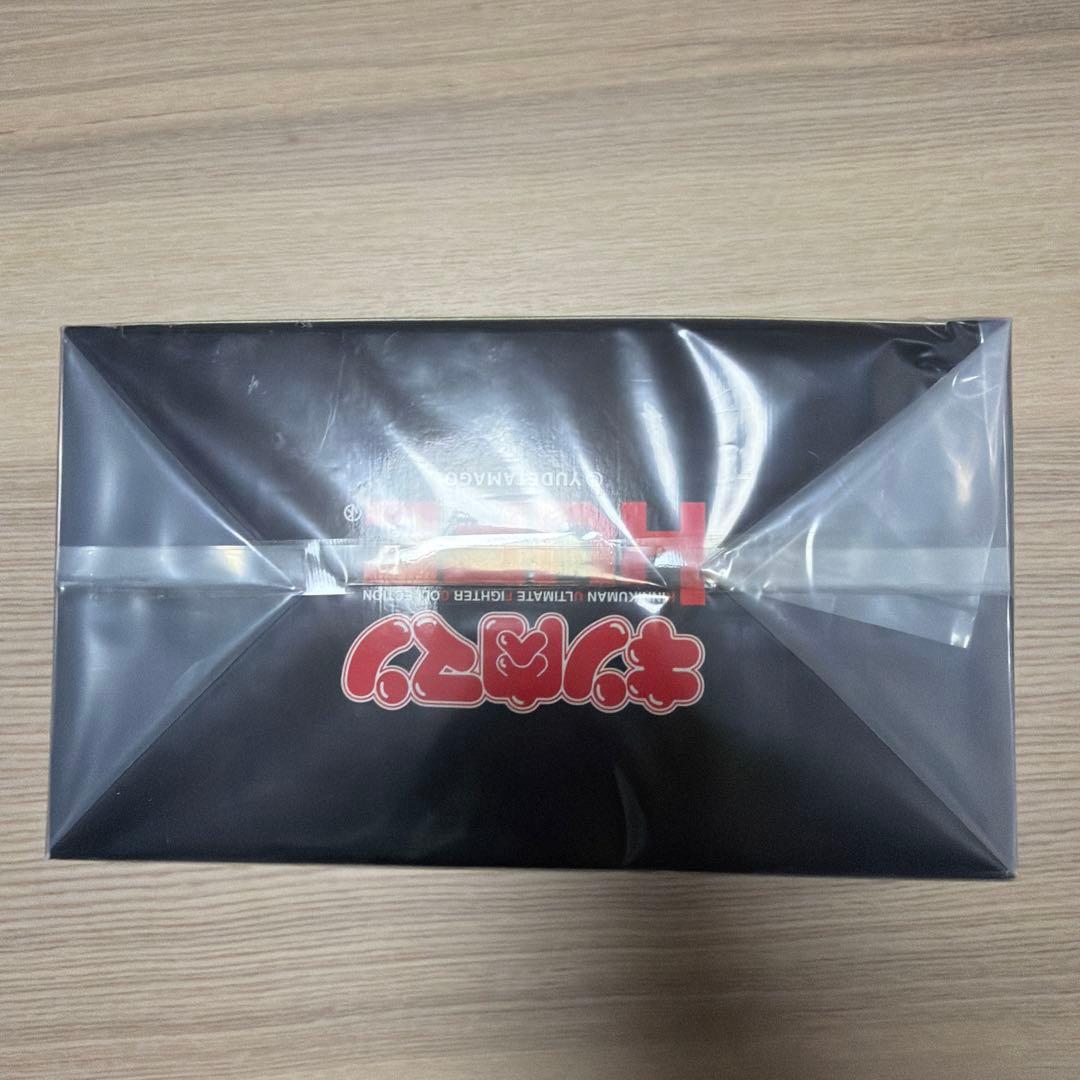 キン肉マン
KINNIKUMAN ULTIMATE FIGHTER COLLECTION
© YUDETAMAGO